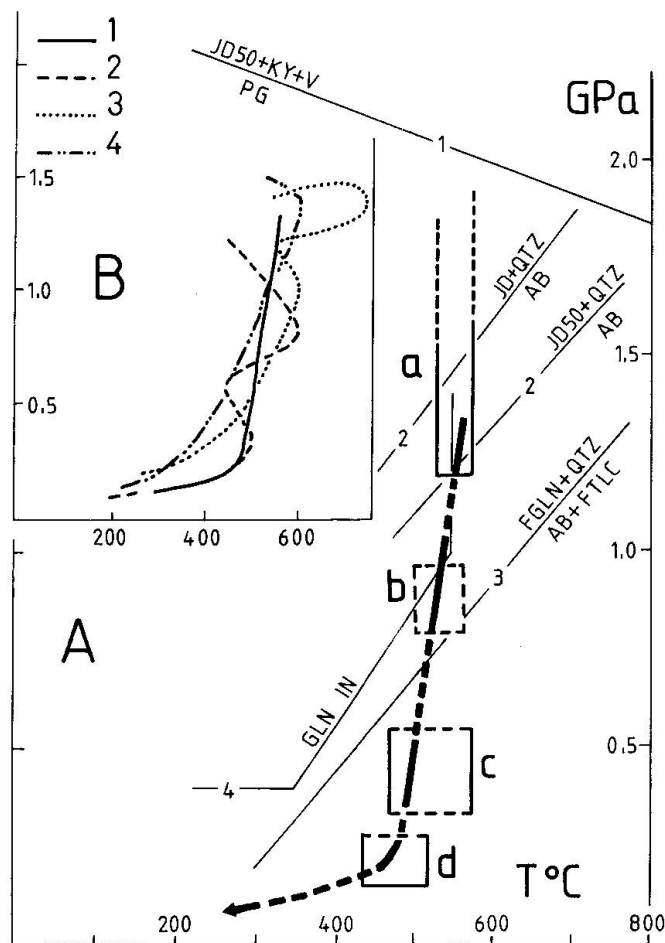 1
2
3
4
JD50+KY+V
PG
1
GPa
2.0
1.5
1.0
0.5
B
200
400
600
JD+QTZ
AB
2
JD50+QTZ
AB
2
a
1.5
FGLN+QTZ
AB+FTLC
3
1.0
b
A
GLN IN
4
0.5
c
d
T°C
200
400
600
800